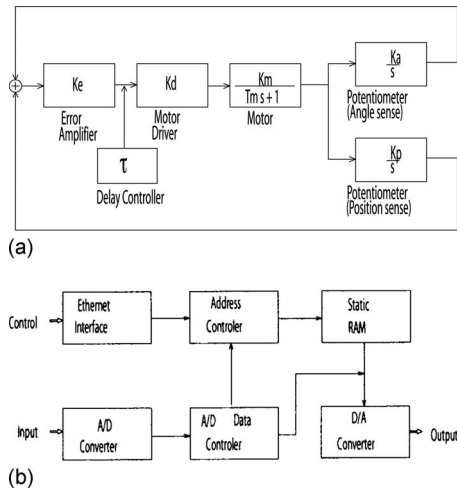 Ke
Error
Amplifier
Kd
Motor
Driver
Km
Tm s + 1
Motor
Ka
s
Potentiometer
(Angle sense)
τ
Delay Controller
Kp
s
Potentiometer
(Position sense)
(a)
Control
Ethernet
Interface
Address
Controler
Static
RAM
Input
A/D
Converter
A/D Data
Controler
D/A
Converter
Output
(b)